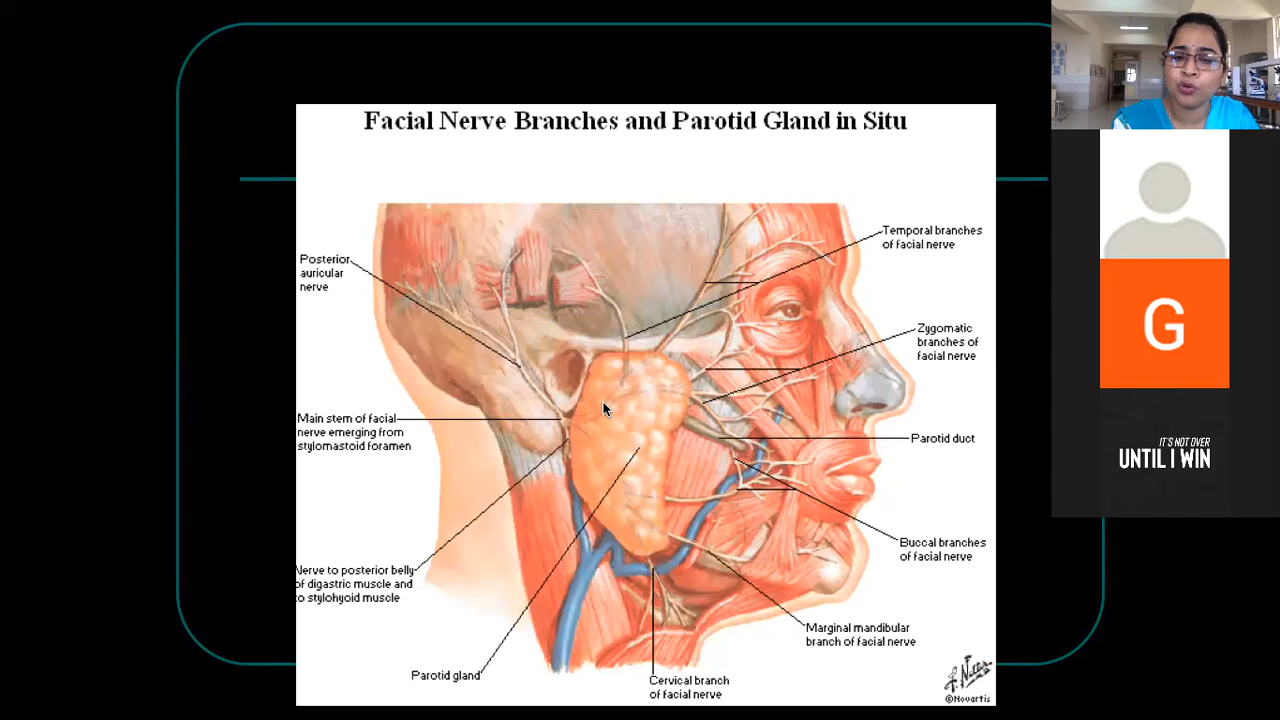 Facial Nerve Branches and Parotid Gland in Situ
Temporal branches
of facial nerve
Posterior
auricular
nerve
Zygomatic
branches of
facial nerve
Main stem of facial
nerve emerging from
stylomastoid foramen
Parotid duct
Buccal branches
of facial nerve
Nerve to posterior belly
of digastric muscle and
to stylohyoid muscle
Marginal mandibular
branch of facial nerve
Parotid gland
Cervical branch
of facial nerve
©Novartis
G
IT'S NOT OVER
UNTIL I WIN